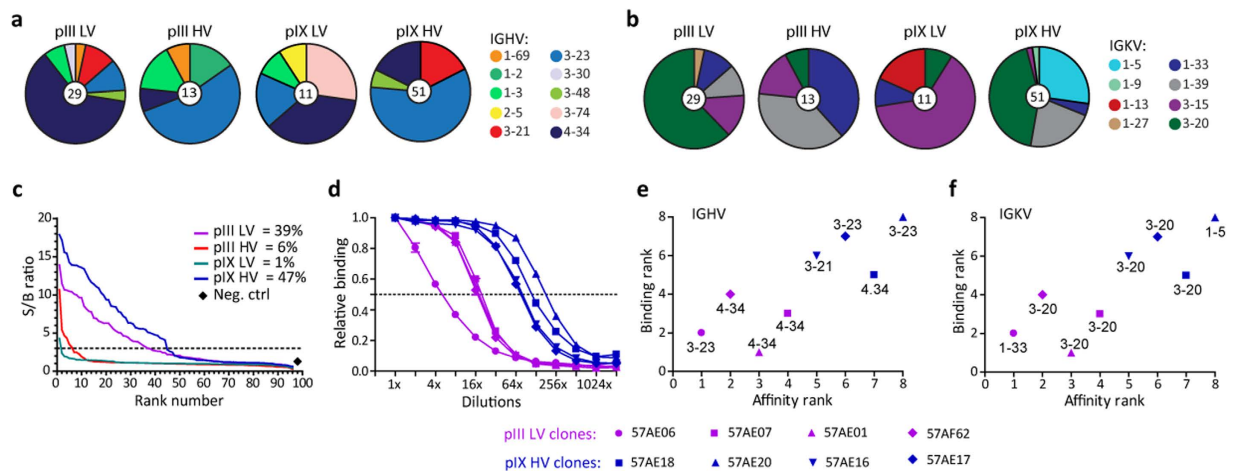 a
pIII LV
pIII HV
pIX LV
pIX HV
29
13
11
51
IGHV:
1-69
3-23
1-2
3-30
1-3
3-48
2-5
3-74
3-21
4-34
b
pIII LV
pIII HV
pIX LV
pIX HV
29
13
11
51
IGKV:
1-5
1-33
1-9
1-39
1-13
3-15
1-27
3-20
c
S/B ratio
20
15
10
5
0
0 10 20 30 40 50 60 70 80 90 100
Rank number
pIII LV = 39%
pIII HV = 6%
pIX LV = 1%
pIX HV = 47%
Neg. ctrl
d
Relative binding
1.0
0.8
0.6
0.4
0.2
0.0
1x 4x 16x 64x 256x 1024x
Dilutions
e
IGHV
Binding rank
8
6
4
2
0
0 1 2 3 4 5 6 7 8
Affinity rank
3-23
4-34
4-34
4-34
3-21
3-23
4.34
3-23
f
IGKV
Binding rank
8
6
4
2
0
0 1 2 3 4 5 6 7 8
Affinity rank
1-33
3-20
3-20
3-20
3-20
3-20
3-20
1-5
pIII LV clones: 57AE06 57AE07 57AE01 57AF62
pIX HV clones: 57AE18 57AE20 57AE16 57AE17